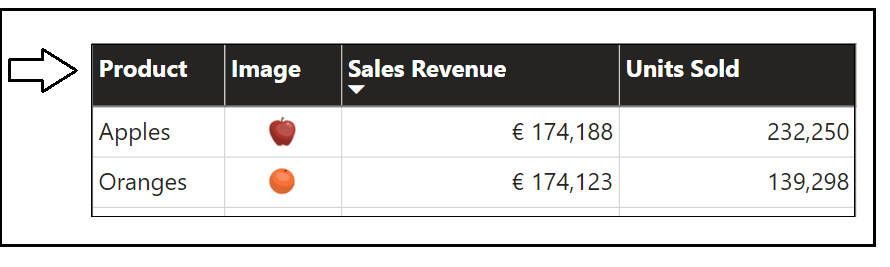 Product Image Sales Revenue Units Sold
Apples € 174,188 232,250
Oranges € 174,123 139,298